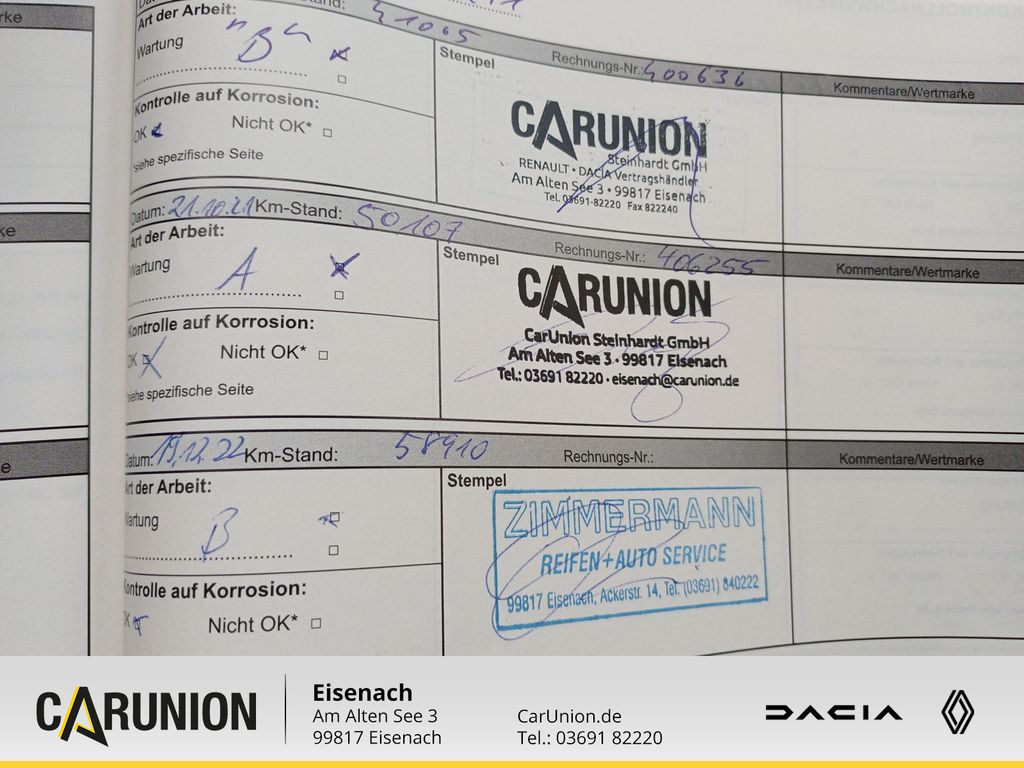 Art der Arbeit:
Wartung "B"
41065
Stempel
Rechnungs-Nr.: 400636
Kommentare/Wertmarke
Kontrolle auf Korrosion:
OK
Nicht OK*
siehe spezifische Seite
CARUNION
Steinhardt GmbH
RENAULT • DACIA Vertragshändler
Am Alten See 3 • 99817 Eisenach
Tel. 03691-82220 Fax 822240
Datum: 21.10.21 Km-Stand: 50107
Art der Arbeit:
Wartung A
Stempel
Rechnungs-Nr.: 406255
Kommentare/Wertmarke
Kontrolle auf Korrosion:
OK
Nicht OK*
siehe spezifische Seite
CARUNION
CarUnion Steinhardt GmbH
Am Alten See 3 • 99817 Eisenach
Tel.: 03691 82220 • eisenach@carunion.de
Datum: 19.12.22 Km-Stand: 58910
Rechnungs-Nr.:
Kommentare/Wertmarke
Art der Arbeit:
Wartung B
Stempel
Kontrolle auf Korrosion:
OK
Nicht OK*
ZIMMERMANN
REIFEN+AUTO SERVICE
99817 Eisenach, Ackerstr. 14, Tel. (03691) 840222
CARUNION
Eisenach
Am Alten See 3
99817 Eisenach
CarUnion.de
Tel.: 03691 82220
DACIA